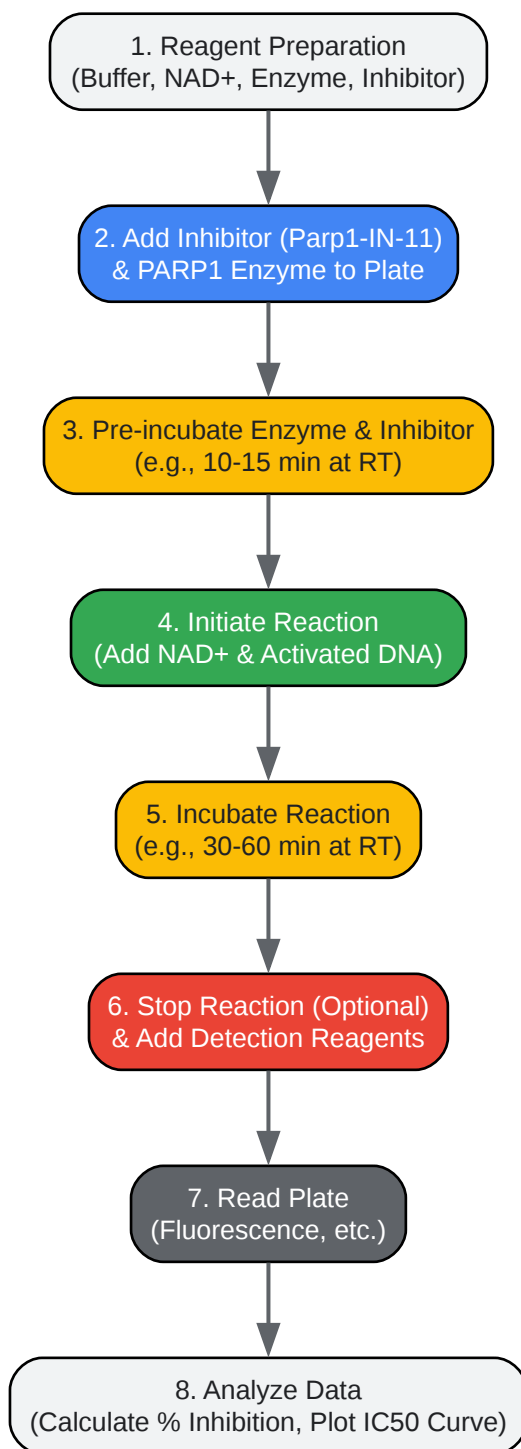 1. Reagent Preparation
(Buffer, NAD+, Enzyme, Inhibitor)
2. Add Inhibitor (Parp1-IN-11)
& PARP1 Enzyme to Plate
3. Pre-incubate Enzyme & Inhibitor
(e.g., 10-15 min at RT)
4. Initiate Reaction
(Add NAD+ & Activated DNA)
5. Incubate Reaction
(e.g., 30-60 min at RT)
6. Stop Reaction (Optional)
& Add Detection Reagents
7. Read Plate
(Fluorescence, etc.)
8. Analyze Data
(Calculate % Inhibition, Plot IC50 Curve)